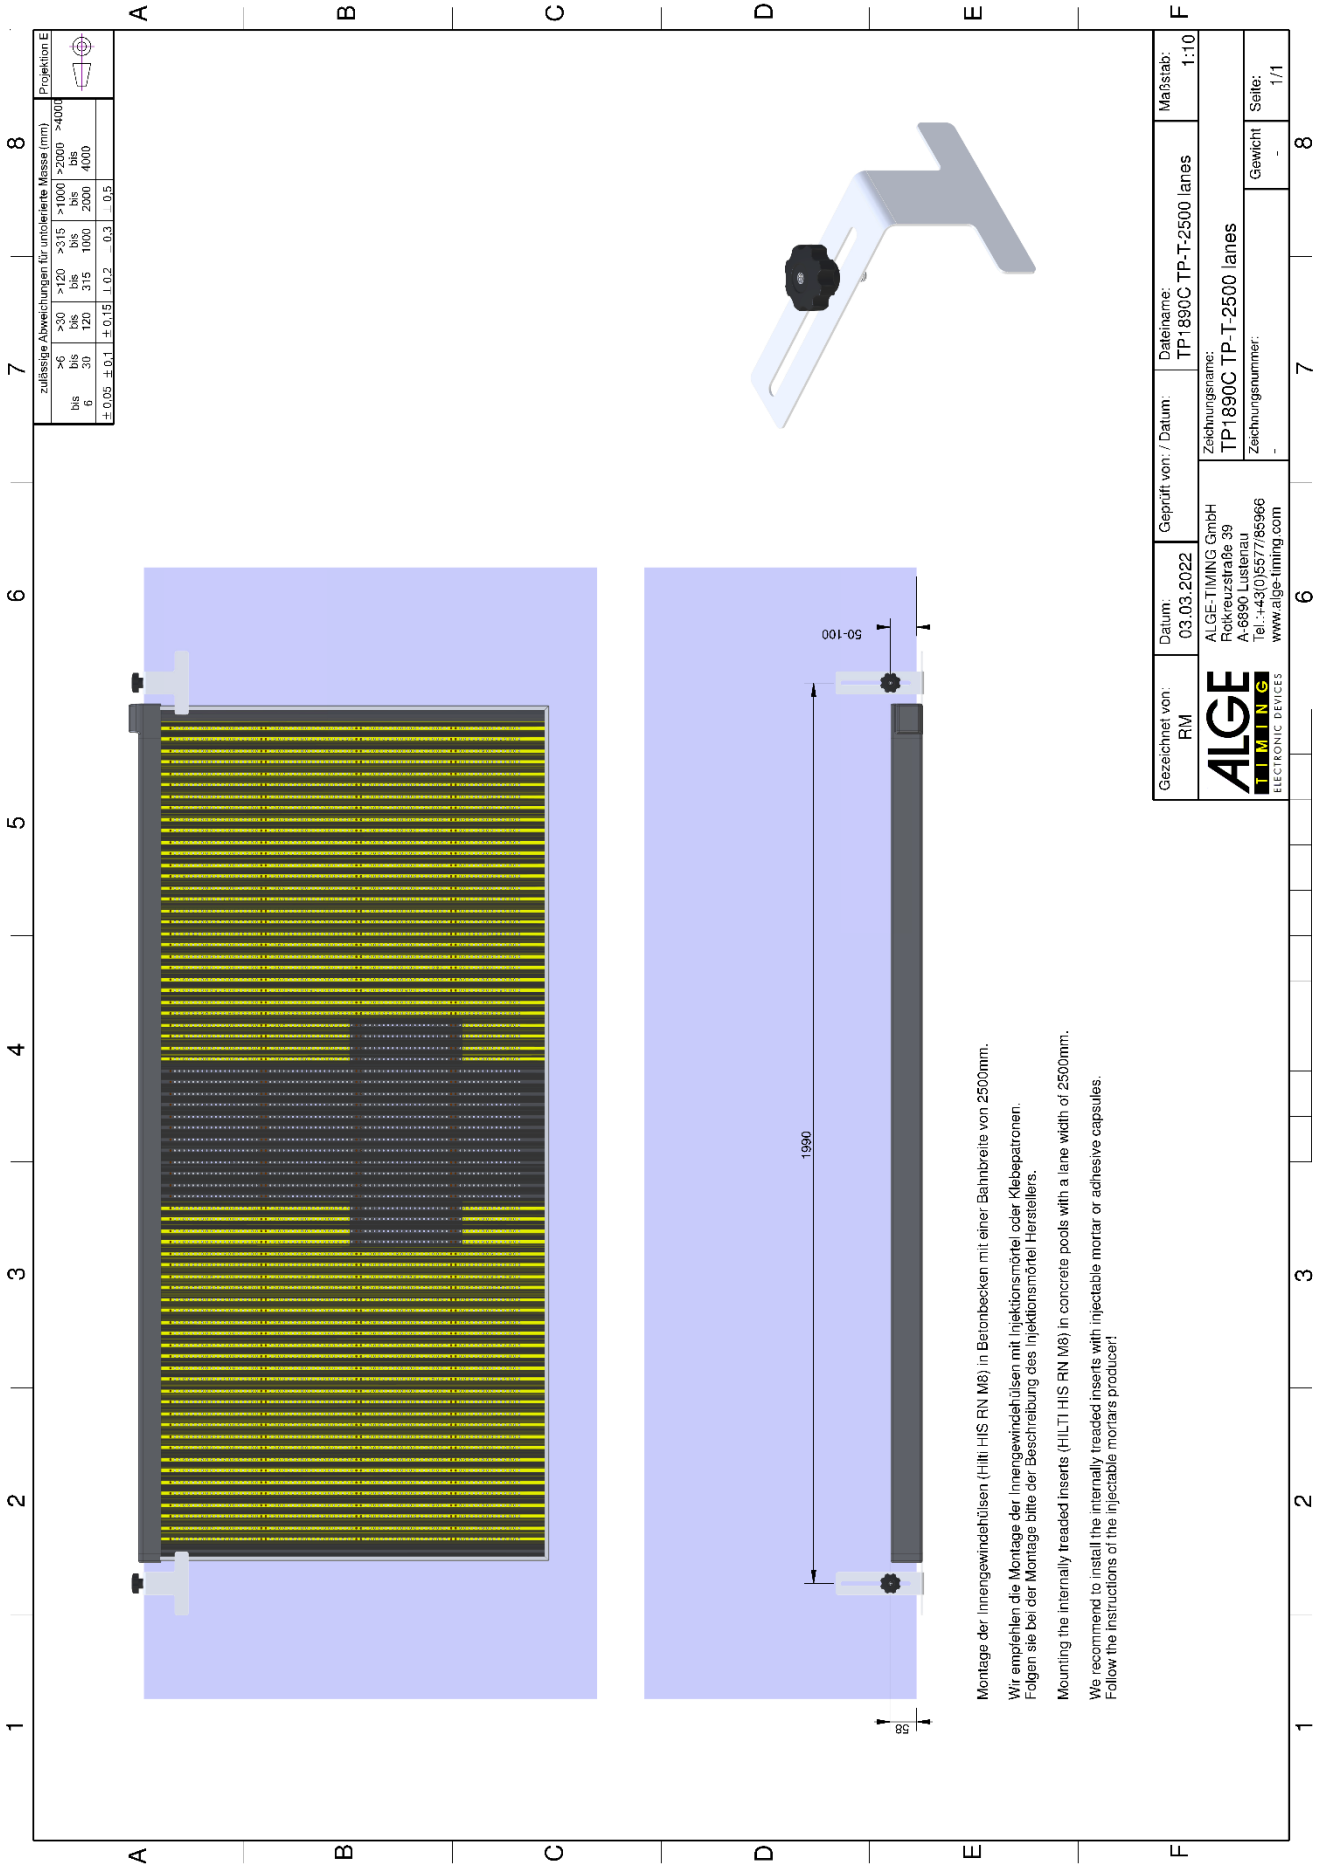 1 2 3 4 5 6 7 8
A
B
C
D
E
F
A
B
C
D
E
F
zulässige Abweichungen für untolerierte Masse (mm)
Projektion E
bis 6
>6 bis 30
>30 bis 120
>120 bis 315
>315 bis 1000
>1000 bis 2000
>2000 bis 4000
>4000
± 0,05 ± 0,1 ± 0,15 ± 0,2 ± 0,3 ± 0,5
1990
50-100
58
Montage der Innengewindehülsen (Hilti HIS RN M8) in Betonbecken mit einer Bahnbreite von 2500mm.
Wir empfehlen die Montage der Innengewindehülsen mit Injektionsmörtel oder Klebepatronen.
Folgen sie bei der Montage bitte der Beschreibung des Injektionsmörtel Herstellers.
Mounting the internally treaded inserts (HILTI HIS RN M8) in concrete pools with a lane width of 2500mm.
We recommend to install the internally treaded inserts with injectable mortar or adhesive capsules.
Follow the instructions of the injectable mortars producer!
Gezeichnet von:
RM
Datum:
03.03.2022
Geprüft von: / Datum:
Dateiname:
TP1890C TP-T-2500 lanes
Maßstab:
1:10
ALGE
TIMING
ELECTRONIC DEVICES
ALGE-TIMING GmbH
Rotkreuzstraße 39
A-6890 Lustenau
Tel.:+43(0)5577/85966
www.alge-timing.com
Zeichnungsname:
TP1890C TP-T-2500 lanes
Zeichnungsnummer:
-
Gewicht
-
Seite:
1/1
1 2 3 6 7 8